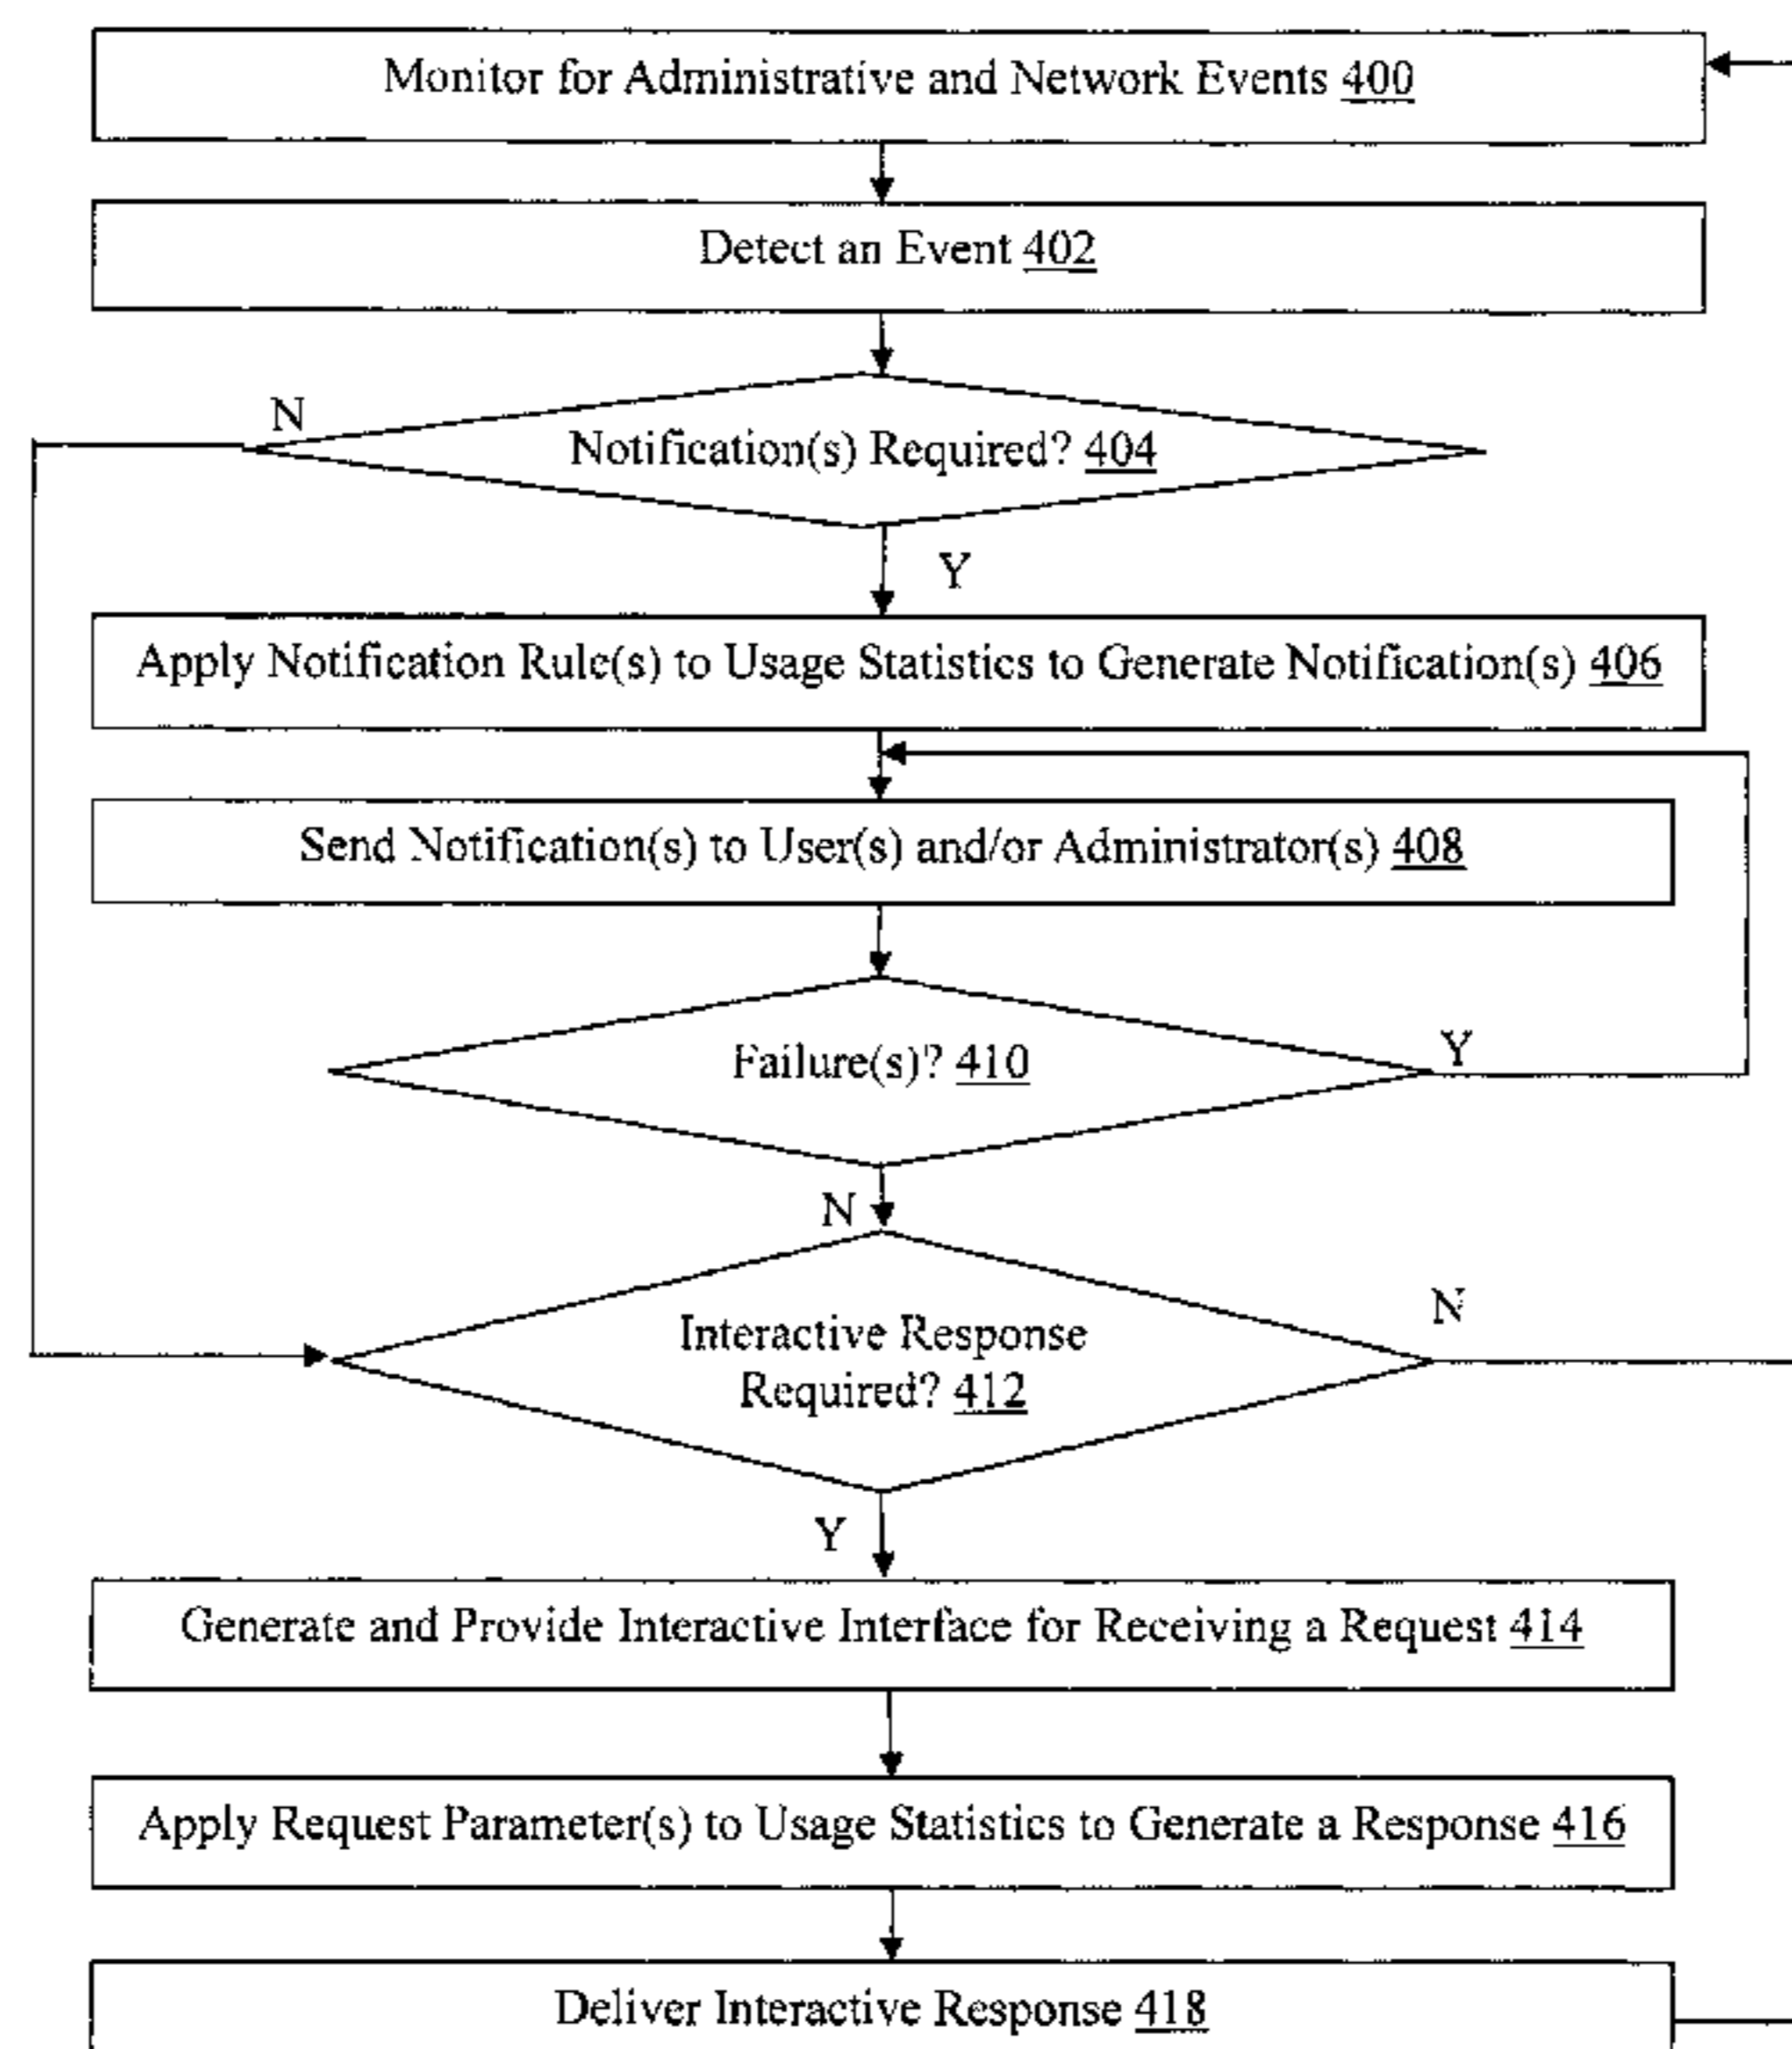 Monitor for Administrative and Network Events 400
Detect an Event 402
N
Notification(s) Required? 404
Y
Apply Notification Rule(s) to Usage Statistics to Generate Notification(s) 406
Send Notification(s) to User(s) and/or Administrator(s) 408
Y
Failure(s)? 410
N
N
Interactive Response
Required? 412
Y
Generate and Provide Interactive Interface for Receiving a Request 414
Apply Request Parameter(s) to Usage Statistics to Generate a Response 416
Deliver Interactive Response 418